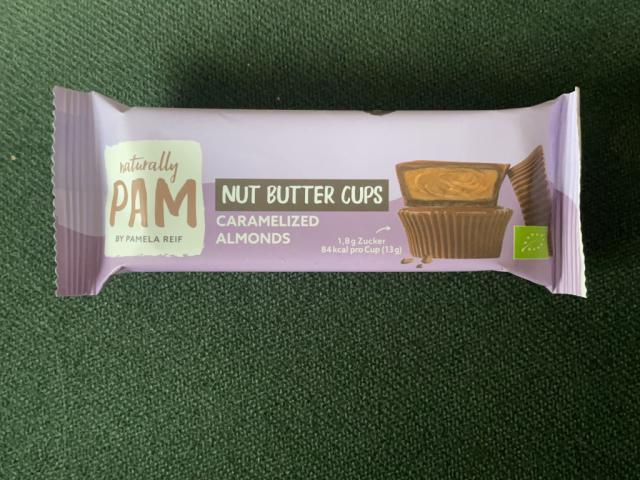 naturally
PAM
BY PAMELA REIF
NUT BUTTER CUPS
CARAMELIZED
ALMONDS
1,8g Zucker
84 kcal pro Cup (13g)